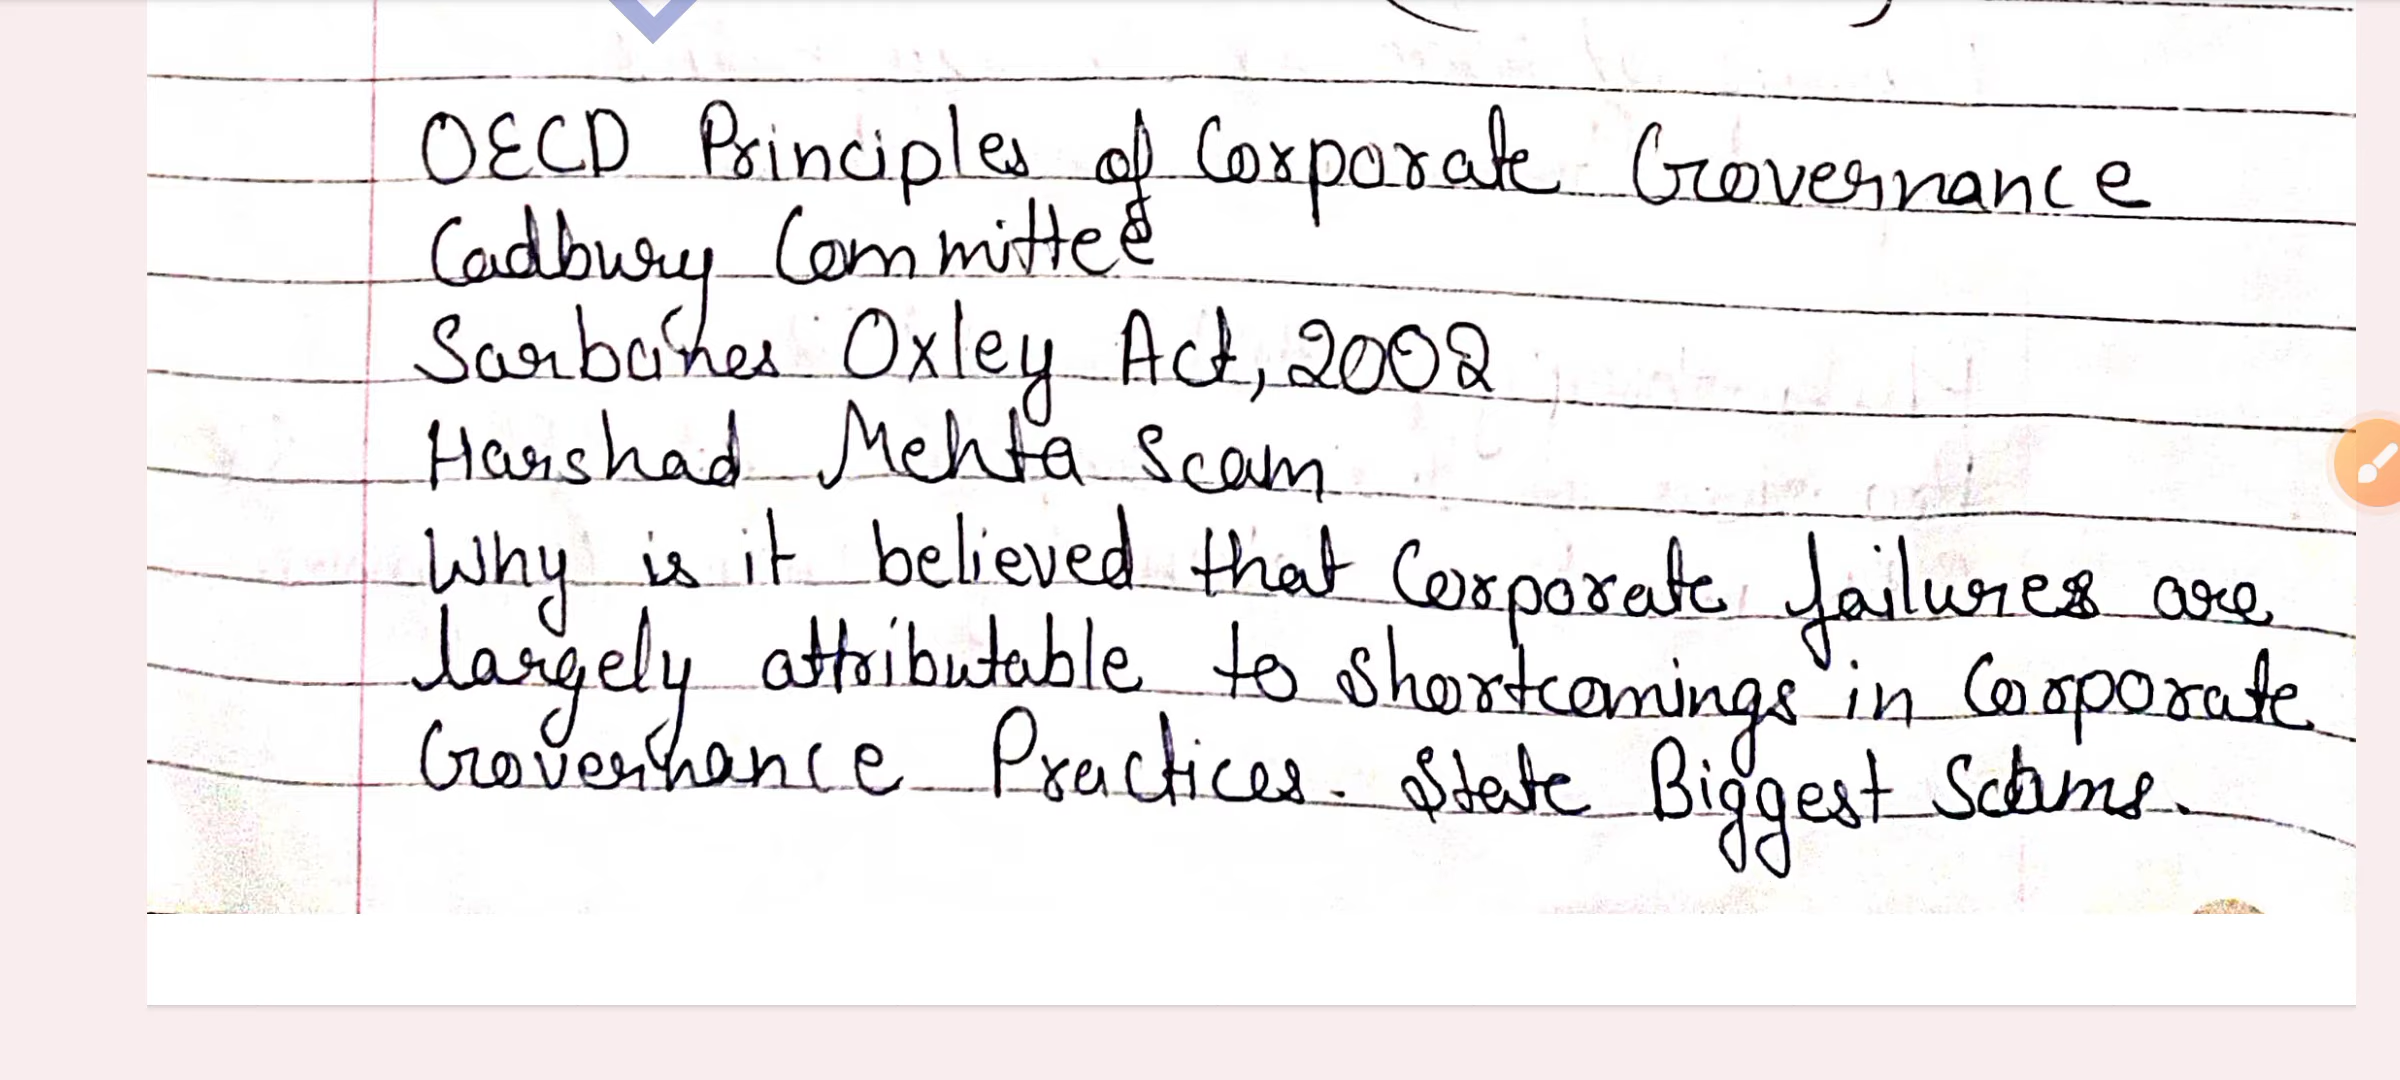 OECD Principles of Corporate Governance
Cadbury Committee
Sarbanes Oxley Act, 2002
Harshad Mehta Scam
Why is it believed that Corporate failures are
largely attributable to shortcomings in Corporate
Governance Practices. State Biggest Scams.